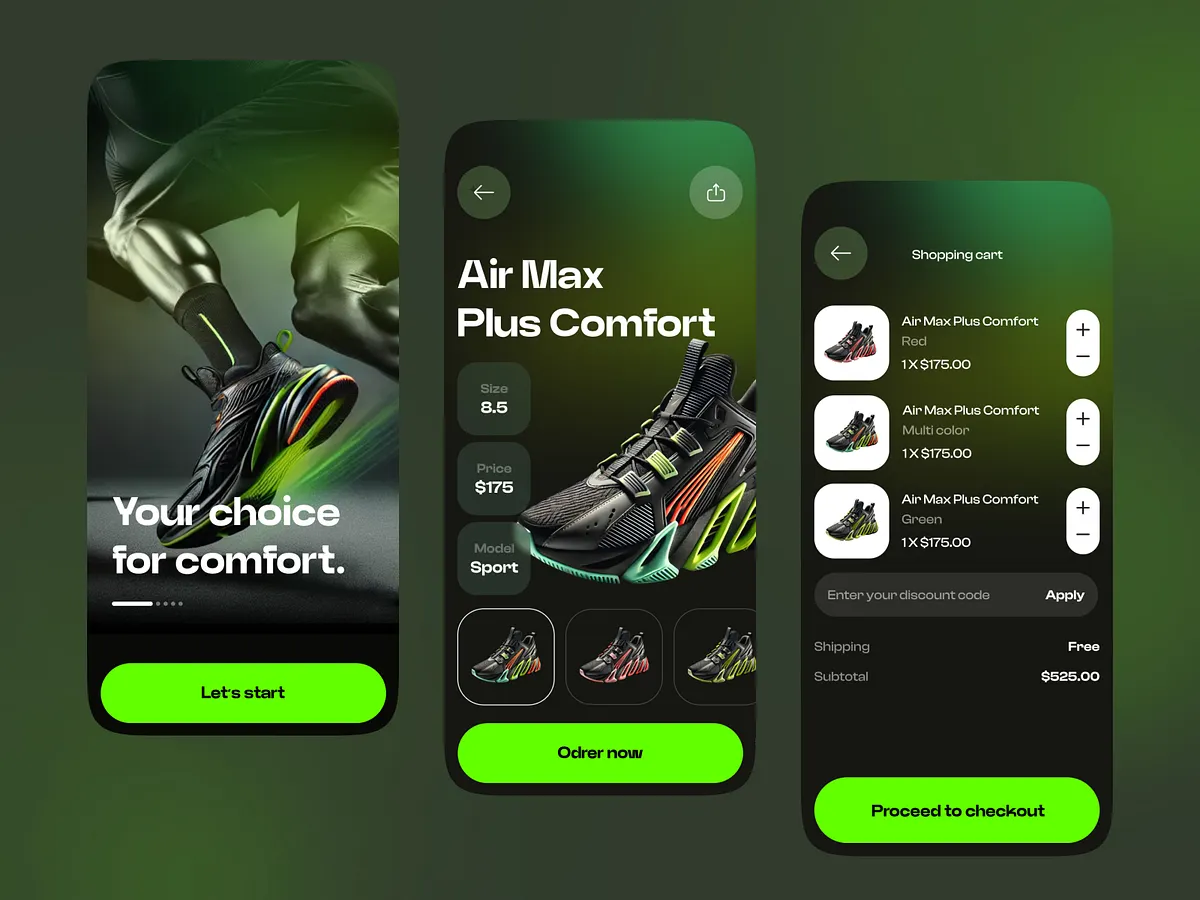 Your choice
for comfort.
Let's start
Air Max
Plus Comfort
Size
8.5
Price
$175
Model
Sport
Odrer now
Shopping cart
Air Max Plus Comfort
Red
1 X $175.00
+
−
Air Max Plus Comfort
Multi color
1 X $175.00
+
−
Air Max Plus Comfort
Green
1 X $175.00
+
−
Enter your discount code Apply
Shipping Free
Subtotal $525.00
Proceed to checkout